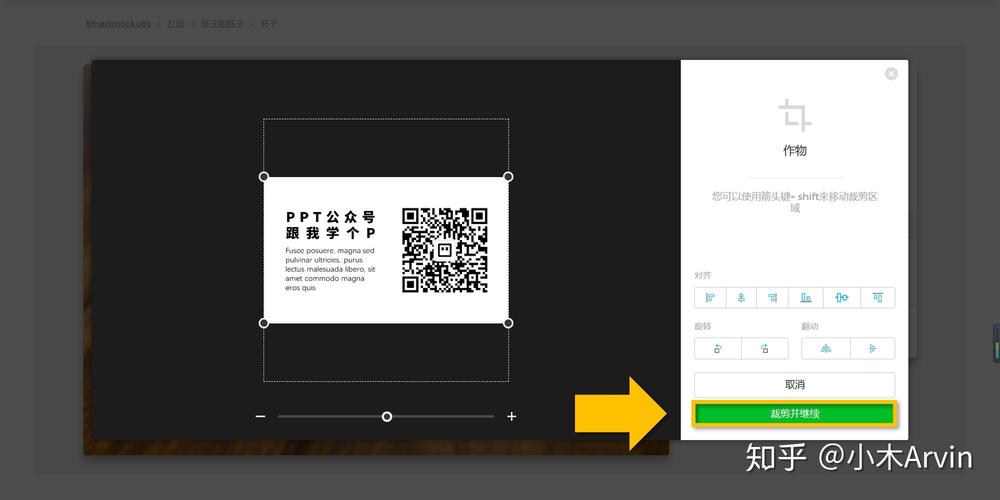 Smartmockups › 打印 › 杯子和杯子 › 杯子
作物
您可以使用箭头键+ shift来移动裁剪区
域
PPT公众号
跟我学个P
Fusce posuere, magna sed
pulvinar ultricies, purus
lectus malesuada libero, sit
amet commodo magna
eros quis
对齐
旋转
翻动
取消
裁剪并继续
知乎 @小木Arvin